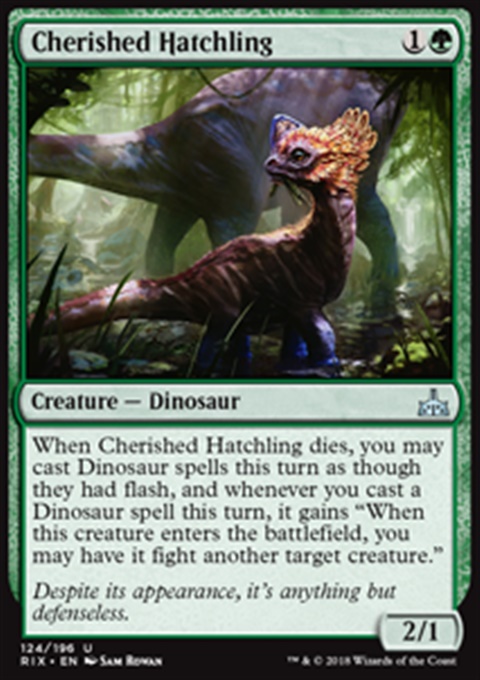 Cherished Hatchling 1
Creature — Dinosaur
When Cherished Hatchling dies, you may
cast Dinosaur spells this turn as though
they had flash, and whenever you cast a
Dinosaur spell this turn, it gains “When
this creature enters the battlefield, you
may have it fight another target creature.”
Despite its appearance, it’s anything but
defenseless.
2/1
124/196 U
RIX • EN Sam Rowan
™ & © 2018 Wizards of the Coast